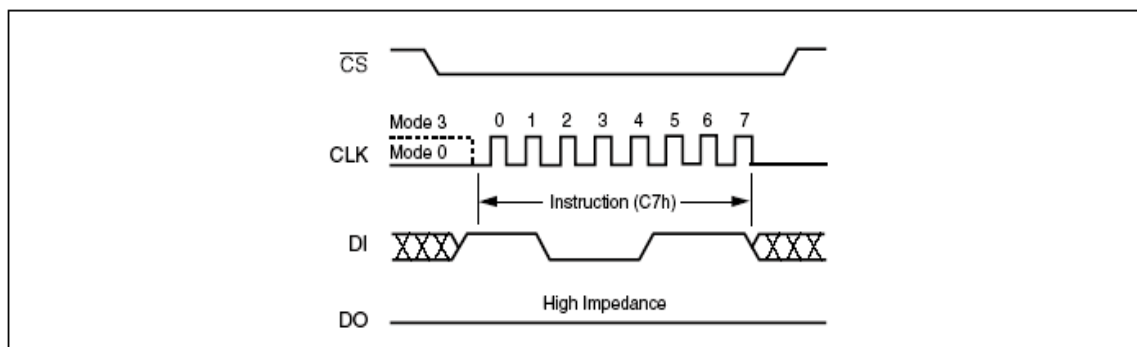 CS
Mode 3
0 1 2 3 4 5 6 7
CLK
Mode 0
Instruction (C7h)
DI
High Impedance
DO